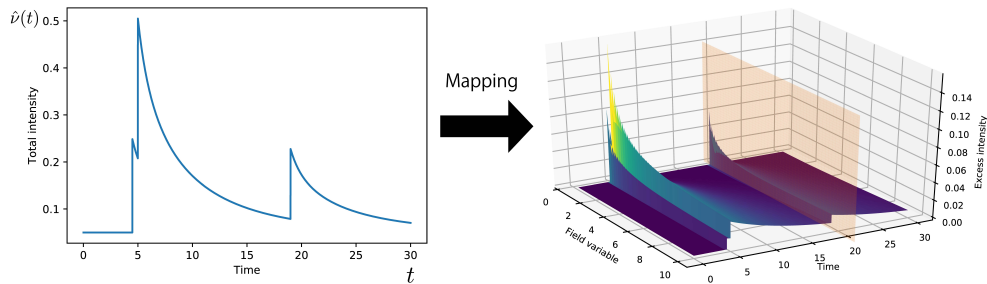 ν̂(t)
0.5
0.4
0.3
0.2
0.1
Total intensity
0 5 10 15 20 25 30
Time
t
Mapping
0.14
0.12
0.10
0.08
0.06
0.04
0.02
0.00
Excess intensity
0 2 4 6 8 10
Field variable
0 5 10 15 20 25 30
Time